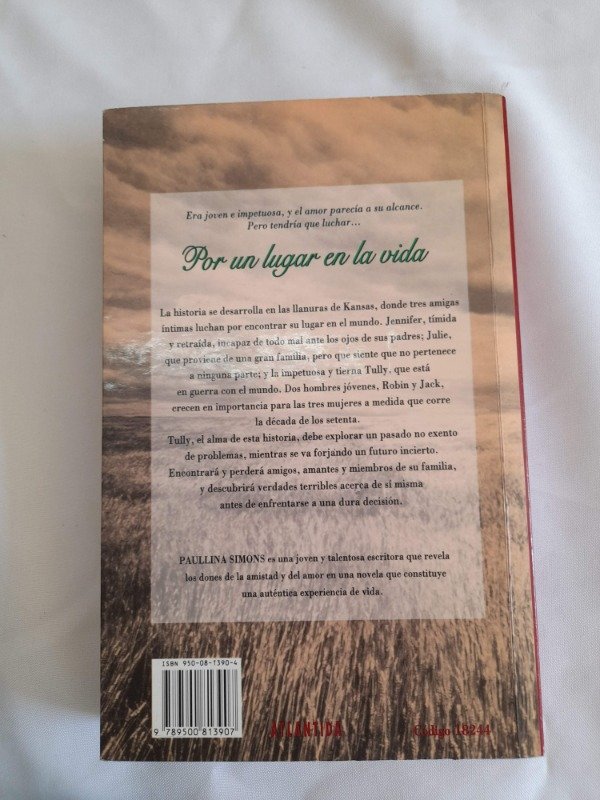 Era joven e impetuosa, y el amor parecía a su alcance.
Pero tendría que luchar...
Por un lugar en la vida
La historia se desarrolla en las llanuras de Kansas, donde tres amigas
íntimas luchan por encontrar su lugar en el mundo. Jennifer, tímida
y retraída, incapaz de todo mal ante los ojos de sus padres; Julie,
que proviene de una gran familia, pero que siente que no pertenece
a ninguna parte; y la impetuosa y tierna Tully, que está
en guerra con el mundo. Dos hombres jóvenes, Robin y Jack,
crecen en importancia para las tres mujeres a medida que corre
la década de los setenta.
Tully, el alma de esta historia, debe explorar un pasado no exento
de problemas, mientras se va forjando un futuro incierto.
Encontrará y perderá amigos, amantes y miembros de su familia,
y descubrirá verdades terribles acerca de sí misma
antes de enfrentarse a una dura decisión.
PAULLINA SIMONS es una joven y talentosa escritora que revela
los dones de la amistad y del amor en una novela que constituye
una auténtica experiencia de vida.
ISBN 950-08-1390-4
9 789500 813907
ATLANTIDA
Código 18244